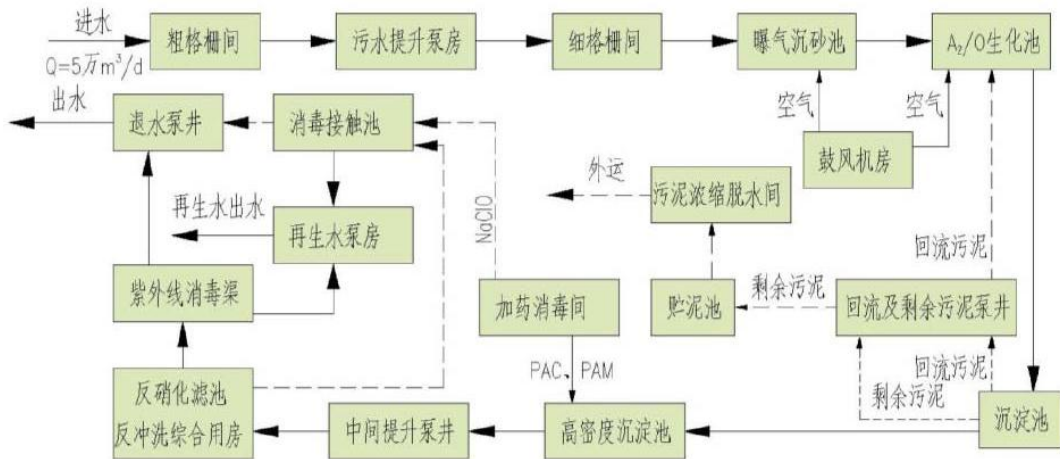 进水
粗格栅间
污水提升泵房
细格栅间
曝气沉砂池
A₂/O生化池
Q=5万m³/d
出水
退水泵井
消毒接触池
空气
空气
鼓风机房
外运
污泥浓缩脱水间
再生水出水
再生水泵房
NaClO
回流污泥
紫外线消毒渠
加药消毒间
贮泥池
剩余污泥
回流及剩余污泥泵井
PAC、PAM
回流污泥
剩余污泥
反硝化滤池
反冲洗综合用房
中间提升泵井
高密度沉淀池
沉淀池